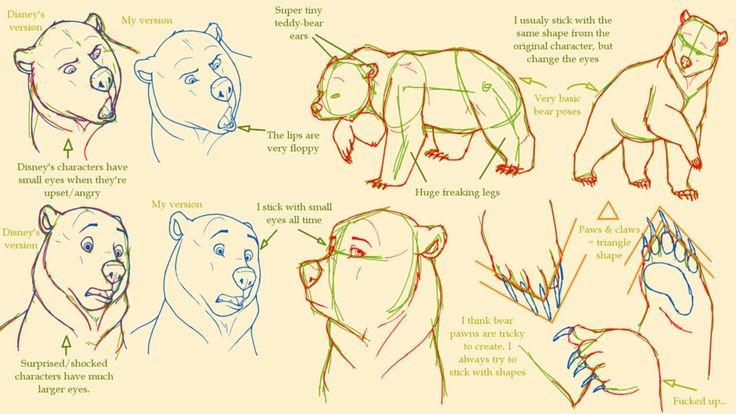 Disney's
version
My version
Super tiny
teddy-bear
ears
I usualy stick with the
same shape from the
original character, but
change the eyes
Very basic
bear poses
The lips are
very floppy
Disney's characters have
small eyes when they're
upset/angry
Huge freaking legs
Disney's
version
My version
I stick with small
eyes all time
Paws & claws
= triangle
shape
I think bear
pawns are tricky
to create. I
always try to
stick with shapes
Surprised/shocked
characters have much
larger eyes.
Fucked up..